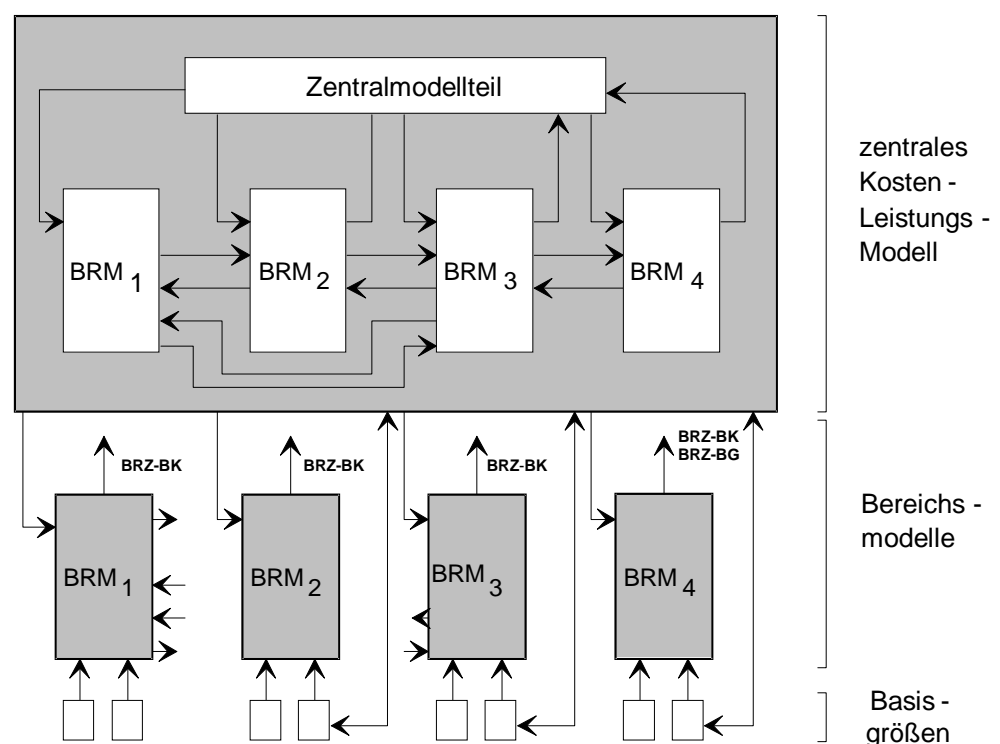 Zentralmodellteil
BRM 1
BRM 2
BRM 3
BRM 4
zentrales
Kosten -
Leistungs -
Modell
BRZ-BK
BRZ-BK
BRZ-BK
BRZ-BK
BRZ-BG
BRM 1
BRM 2
BRM 3
BRM 4
Bereichs -
modelle
Basis -
größen